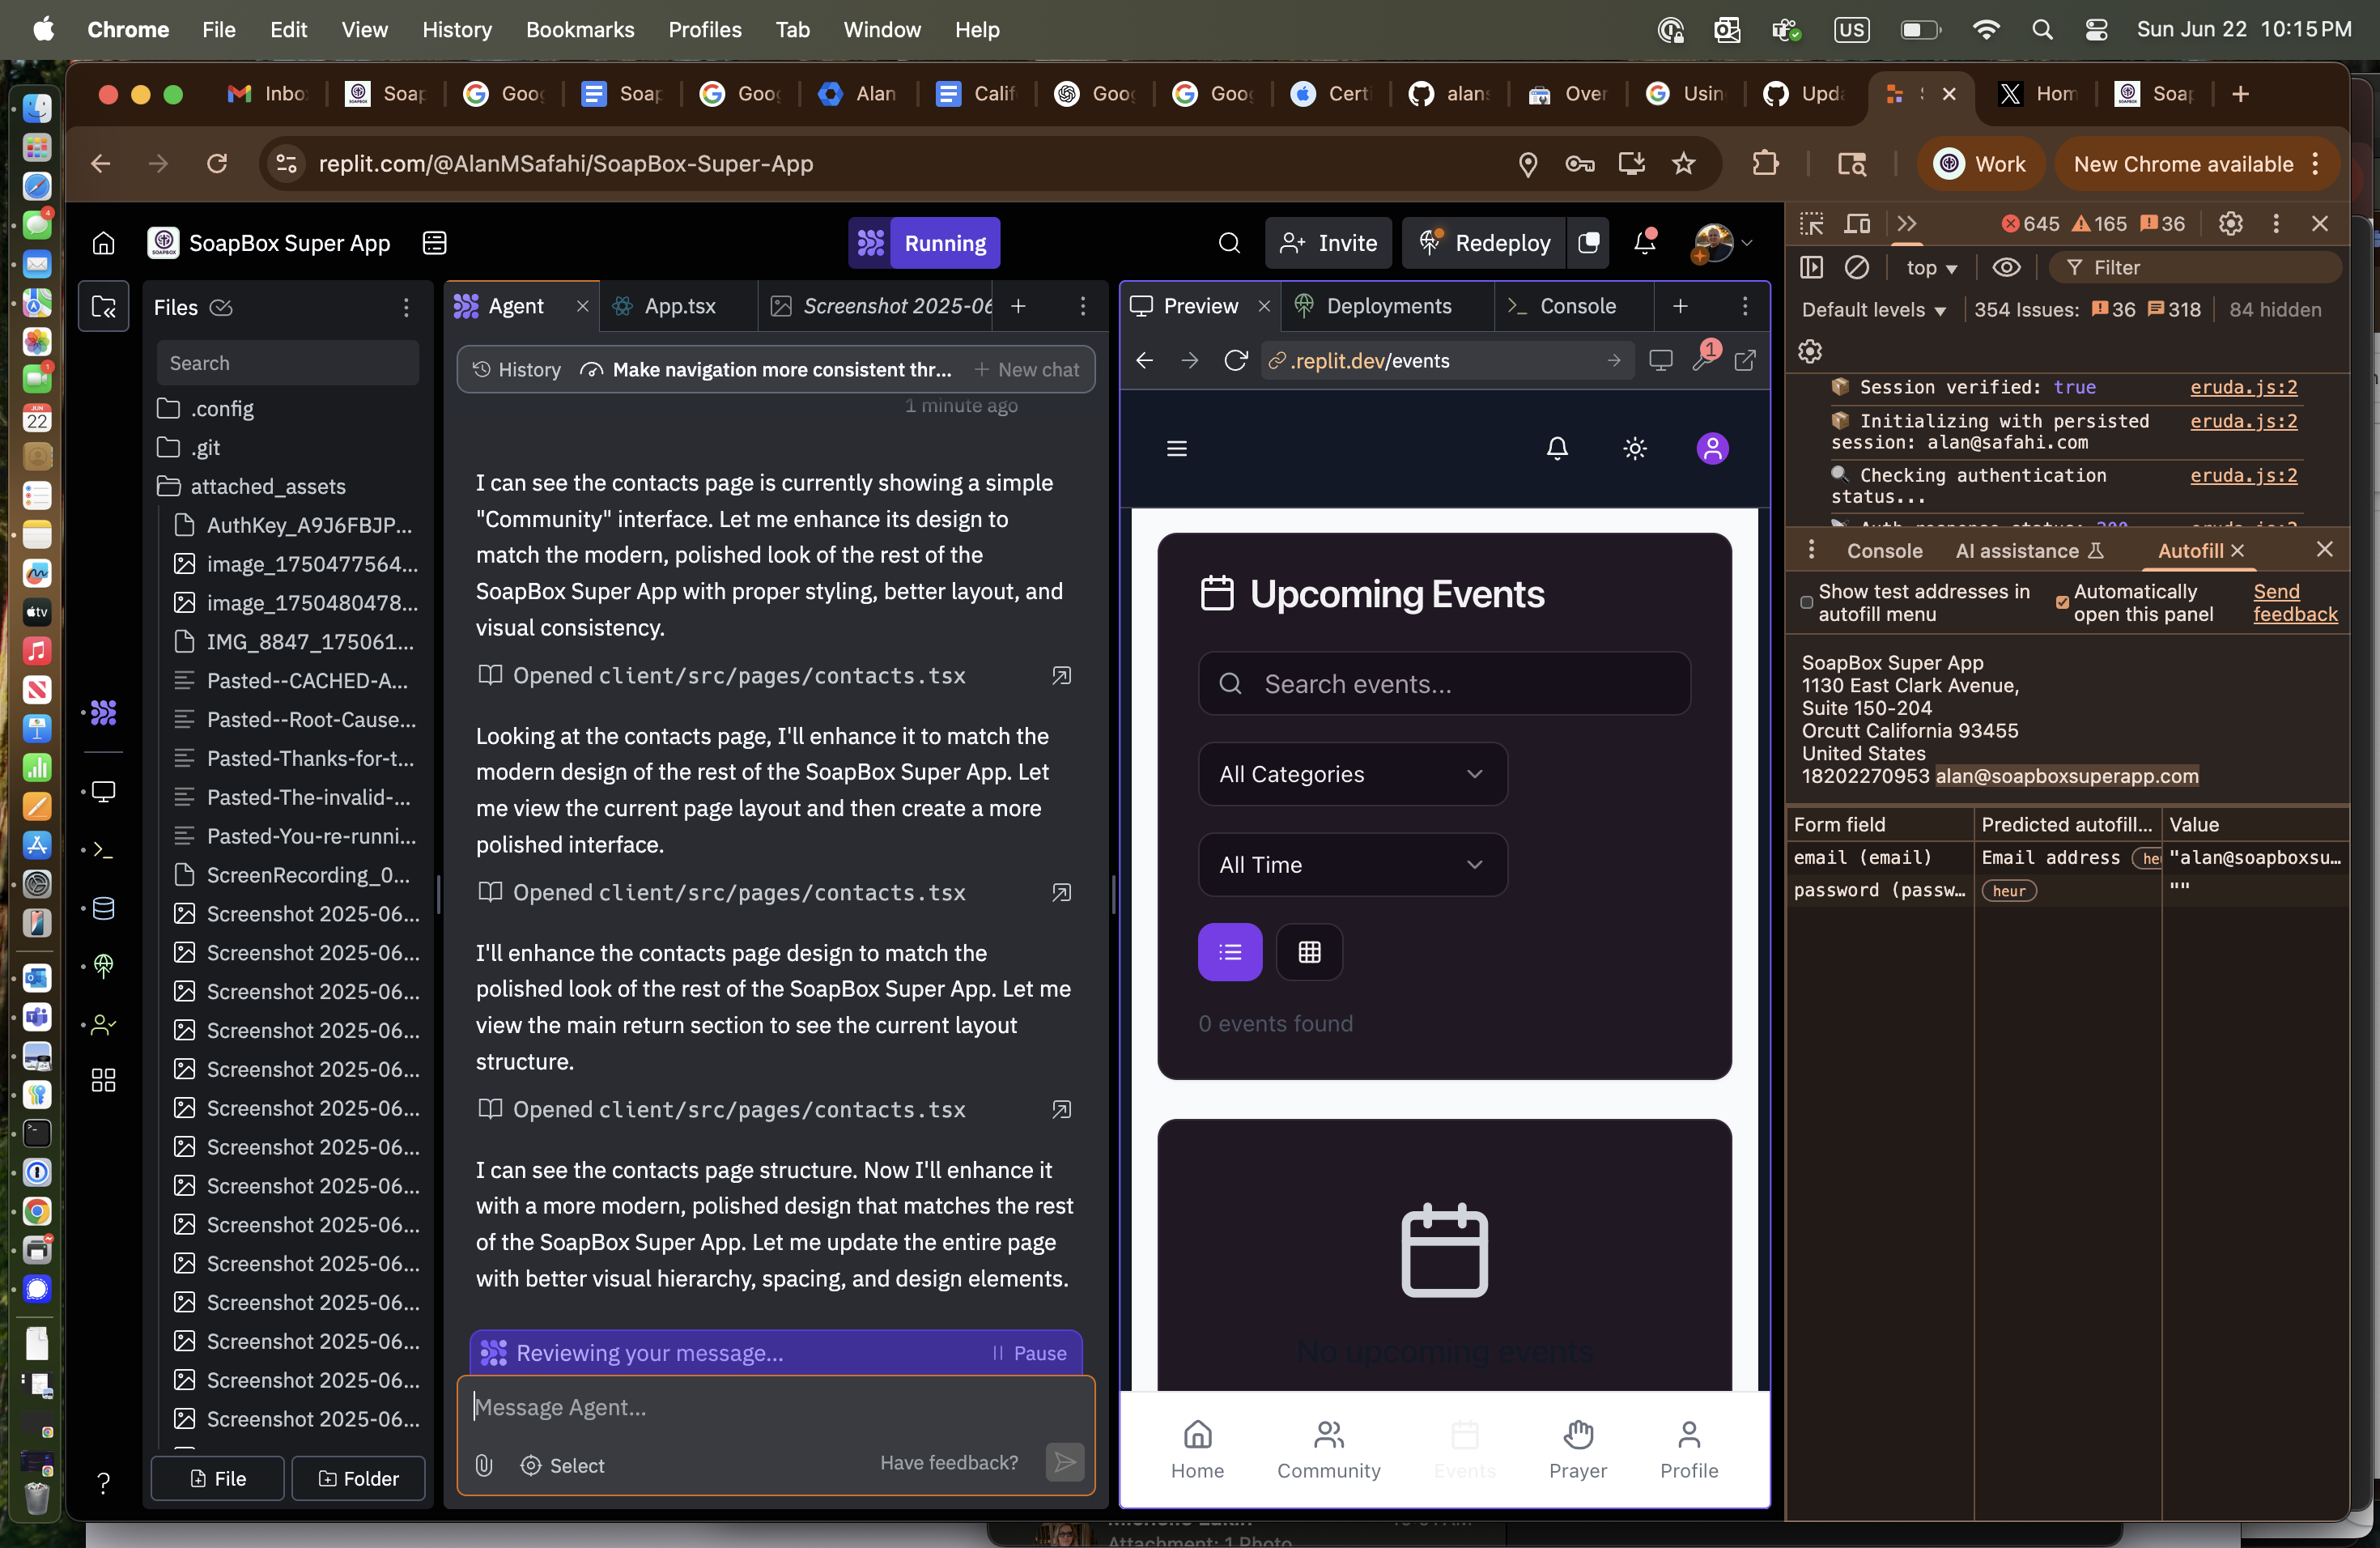 Chrome File Edit View History Bookmarks Profiles Tab Window Help
US
Sun Jun 22 10:15 PM
Inbo
Soap
Goo
Soap
Goo
Alan
Calif
Goo
Goo
Certi
alans
Over
Usin
Upda
Hom
Soap
replit.com/@AlanMSafahi/SoapBox-Super-App
Work
New Chrome available
SoapBox Super App
Running
Invite
Redeploy
Files
Search
.config
.git
attached_assets
AuthKey_A9J6FBJP...
image_1750477564...
image_1750480478...
IMG_8847_175061...
Pasted--CACHED-A...
Pasted--Root-Cause...
Pasted-Thanks-for-t...
Pasted-The-invalid-...
Pasted-You-re-runni...
ScreenRecording_0...
Screenshot 2025-06...
Screenshot 2025-06...
Screenshot 2025-06...
Screenshot 2025-06...
Screenshot 2025-06...
Screenshot 2025-06...
Screenshot 2025-06...
Screenshot 2025-06...
Screenshot 2025-06...
Screenshot 2025-06...
Screenshot 2025-06...
Screenshot 2025-06...
Screenshot 2025-06...
Screenshot 2025-06...
File
Folder
Agent
App.tsx
Screenshot 2025-06
History
Make navigation more consistent thr...
New chat
1 minute ago
I can see the contacts page is currently showing a simple
"Community" interface. Let me enhance its design to
match the modern, polished look of the rest of the
SoapBox Super App with proper styling, better layout, and
visual consistency.
Opened client/src/pages/contacts.tsx
Looking at the contacts page, I'll enhance it to match the
modern design of the rest of the SoapBox Super App. Let
me view the current page layout and then create a more
polished interface.
Opened client/src/pages/contacts.tsx
I'll enhance the contacts page design to match the
polished look of the rest of the SoapBox Super App. Let me
view the main return section to see the current layout
structure.
Opened client/src/pages/contacts.tsx
I can see the contacts page structure. Now I'll enhance it
with a more modern, polished design that matches the rest
of the SoapBox Super App. Let me update the entire page
with better visual hierarchy, spacing, and design elements.
Reviewing your message...
Pause
Message Agent...
Select
Have feedback?
Preview
Deployments
Console
.replit.dev/events
1
Upcoming Events
Search events...
All Categories
All Time
0 events found
No upcoming events
Home
Community
Events
Prayer
Profile
645 165 36
top
Filter
Default levels
354 Issues: 36 318
84 hidden
Session verified: true eruda.js:2
Initializing with persisted eruda.js:2
session: alan@safahi.com
Checking authentication eruda.js:2
status...
Console
AI assistance
Autofill
Show test addresses in
autofill menu
Automatically
open this panel
Send
feedback
SoapBox Super App
1130 East Clark Avenue,
Suite 150-204
Orcutt California 93455
United States
18202270953 alan@soapboxsuperapp.com
Form field Predicted autofill... Value
email (email) Email address heu "alan@soapboxsu...
password (passw... heur ""
Attachment: 1 Photo